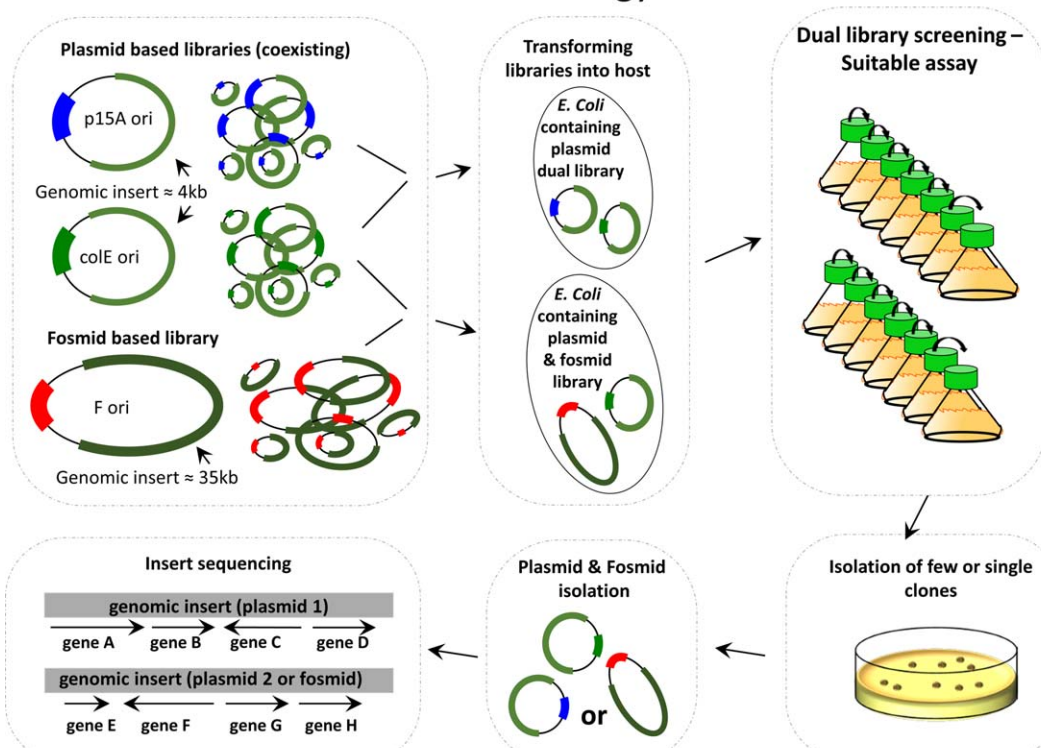 Plasmid based libraries (coexisting)
p15A ori
Genomic insert ≈ 4kb
colE ori
Fosmid based library
F ori
Genomic insert ≈ 35kb
Transforming
libraries into host
E. Coli
containing
plasmid
dual library
E. Coli
containing
plasmid
& fosmid
library
Dual library screening –
Suitable assay
Isolation of few or single
clones
Plasmid & Fosmid
isolation
or
Insert sequencing
genomic insert (plasmid 1)
gene A gene B gene C gene D
genomic insert (plasmid 2 or fosmid)
gene E gene F gene G gene H